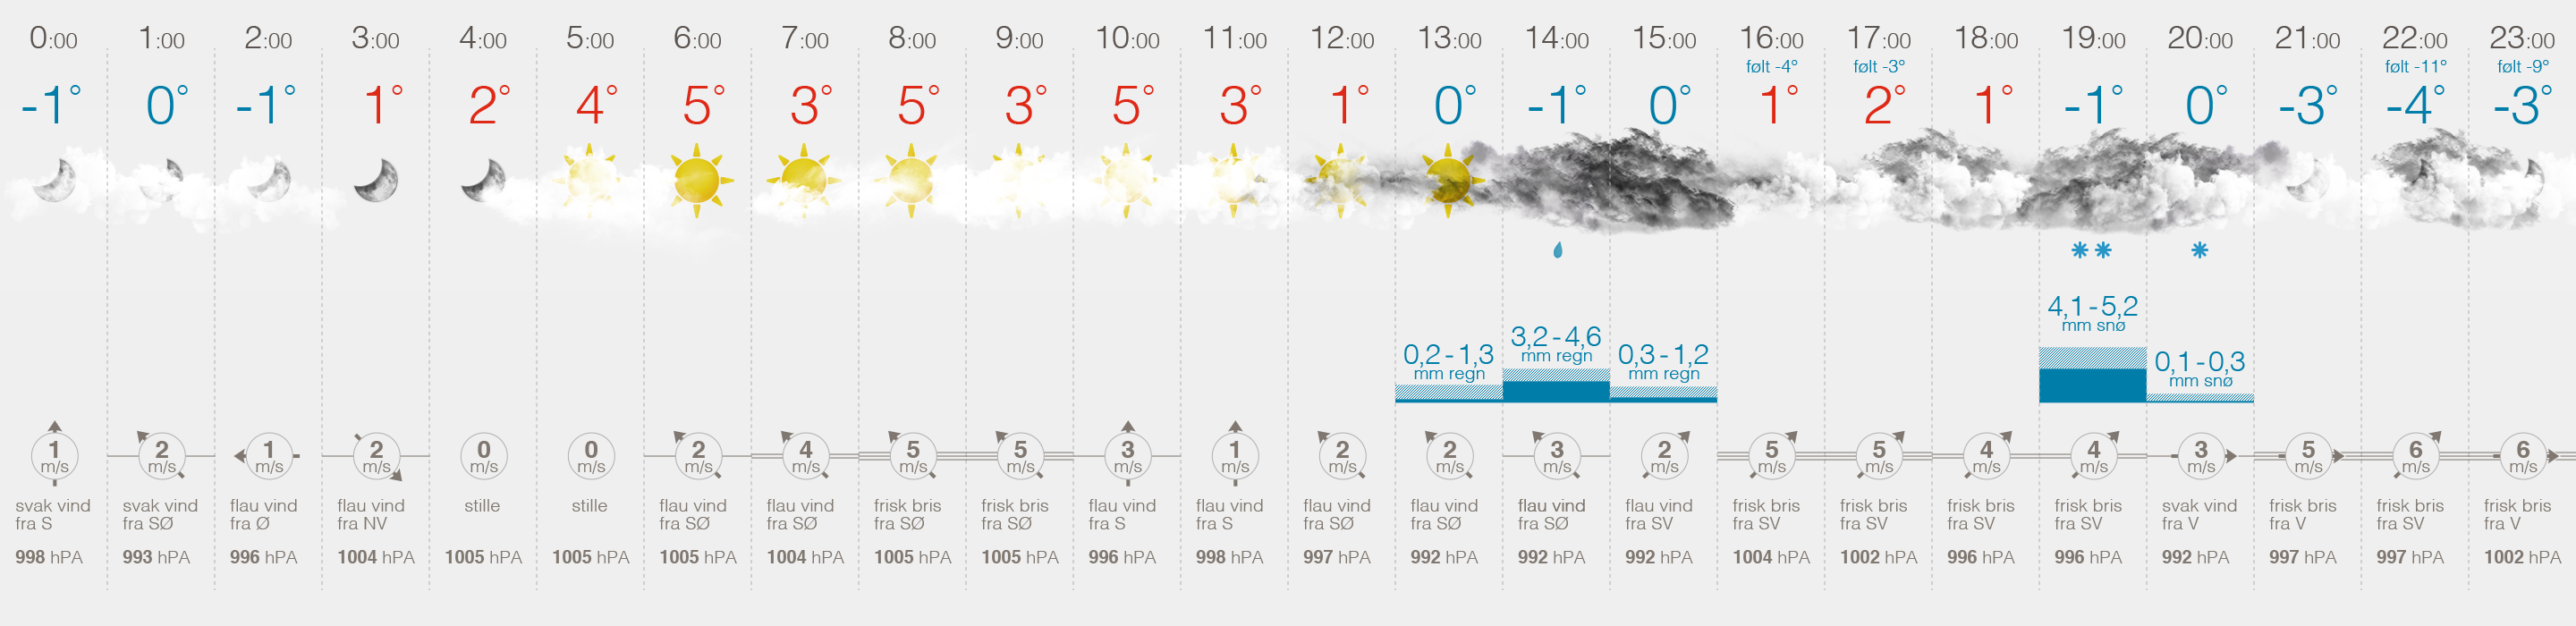 0:00 1:00 2:00 3:00 4:00 5:00 6:00 7:00 8:00 9:00 10:00 11:00 12:00 13:00 14:00 15:00 16:00 17:00 18:00 19:00 20:00 21:00 22:00 23:00
følt -4° følt -3° følt -11° følt -9°
-1° 0° -1° 1° 2° 4° 5° 3° 5° 3° 5° 3° 1° 0° -1° 0° 1° 2° 1° -1° 0° -3° -4° -3°
0,2-1,3 3,2-4,6 0,3-1,2 4,1-5,2 0,1-0,3
mm regn mm regn mm regn mm snø mm snø
1 2 1 2 0 0 2 4 5 5 3 1 2 2 3 2 5 5 4 4 3 5 6 6
m/s m/s m/s m/s m/s m/s m/s m/s m/s m/s m/s m/s m/s m/s m/s m/s m/s m/s m/s m/s m/s m/s m/s m/s
svak vind svak vind flau vind flau vind stille stille flau vind flau vind frisk bris frisk bris flau vind flau vind flau vind flau vind flau vind flau vind frisk bris frisk bris frisk bris frisk bris svak vind frisk bris frisk bris frisk bris
fra S fra SØ fra Ø fra NV fra SØ fra SØ fra SØ fra SØ fra S fra S fra SØ fra SØ fra SØ fra SV fra SV fra SV fra SV fra SV fra V fra V fra SV fra V
998 hPA 993 hPA 996 hPA 1004 hPA 1005 hPA 1005 hPA 1005 hPA 1004 hPA 1005 hPA 1005 hPA 996 hPA 998 hPA 997 hPA 992 hPA 992 hPA 992 hPA 1004 hPA 1002 hPA 996 hPA 996 hPA 992 hPA 997 hPA 997 hPA 1002 hPA